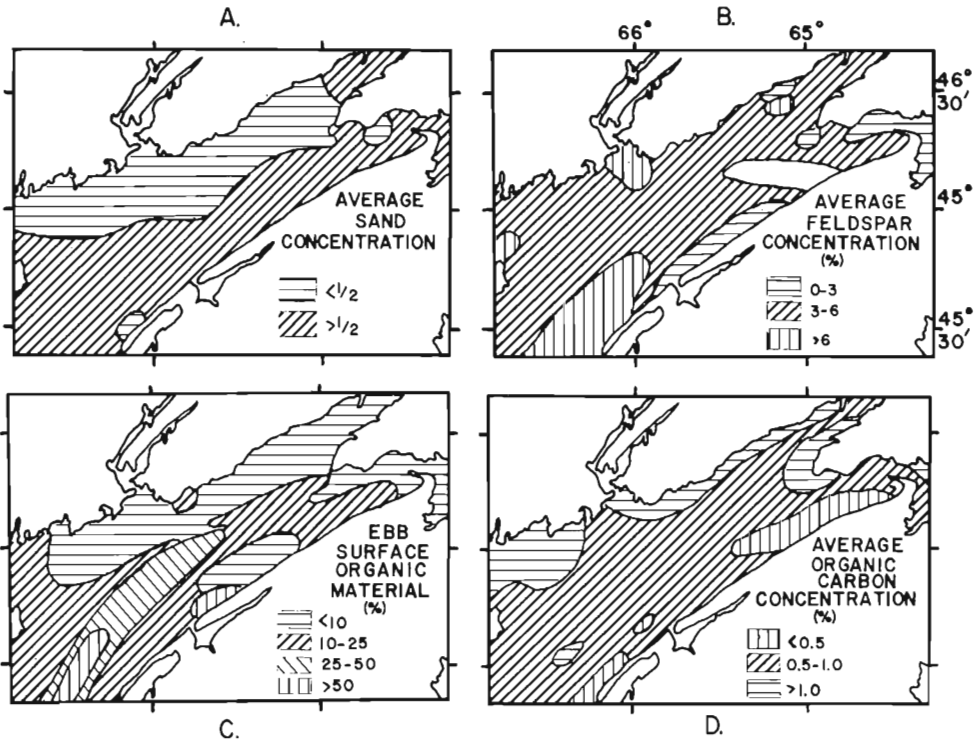 A.
B.
66°
65°
46°
30'
45°
45°
30'
AVERAGE
SAND
CONCENTRATION
<1/2
>1/2
AVERAGE
FELDSPAR
CONCENTRATION
(%)
0-3
3-6
>6
EBB
SURFACE
ORGANIC
MATERIAL
(%)
<10
10-25
25-50
>50
AVERAGE
ORGANIC
CARBON
CONCENTRATION
(%)
<0.5
0.5-1.0
>1.0
C.
D.